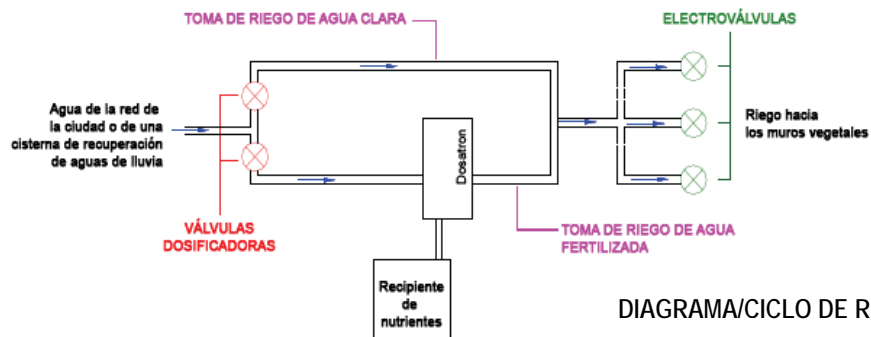 TOMA DE RIEGO DE AGUA CLARA
ELECTROVÁLVULAS
Agua de la red de
la ciudad o de una
cisterna de recuperación
de aguas de lluvia
Riego hacia
los muros vegetales
Dosatron
VÁLVULAS
DOSIFICADORAS
TOMA DE RIEGO DE AGUA
FERTILIZADA
Recipiente
de
nutrientes
DIAGRAMA/CICLO DE R